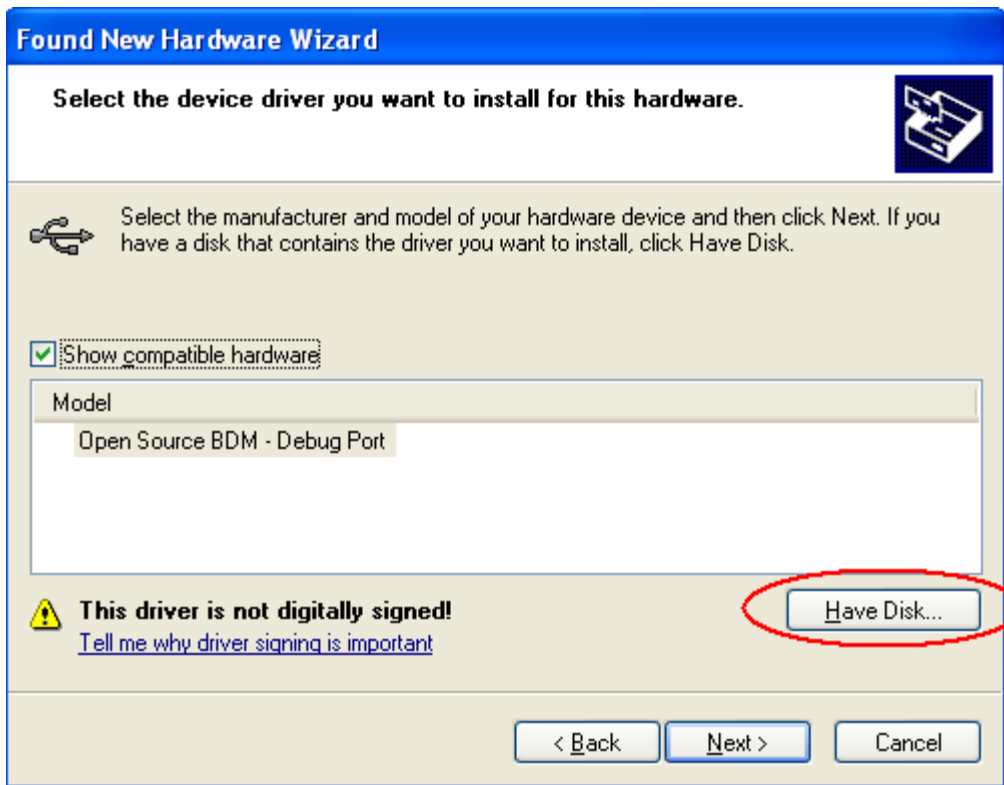 Found New Hardware Wizard
Select the device driver you want to install for this hardware.
Select the manufacturer and model of your hardware device and then click Next. If you
have a disk that contains the driver you want to install, click Have Disk.
Show compatible hardware
Model
Open Source BDM - Debug Port
This driver is not digitally signed!
Have Disk...
Tell me why driver signing is important
< Back
Next >
Cancel